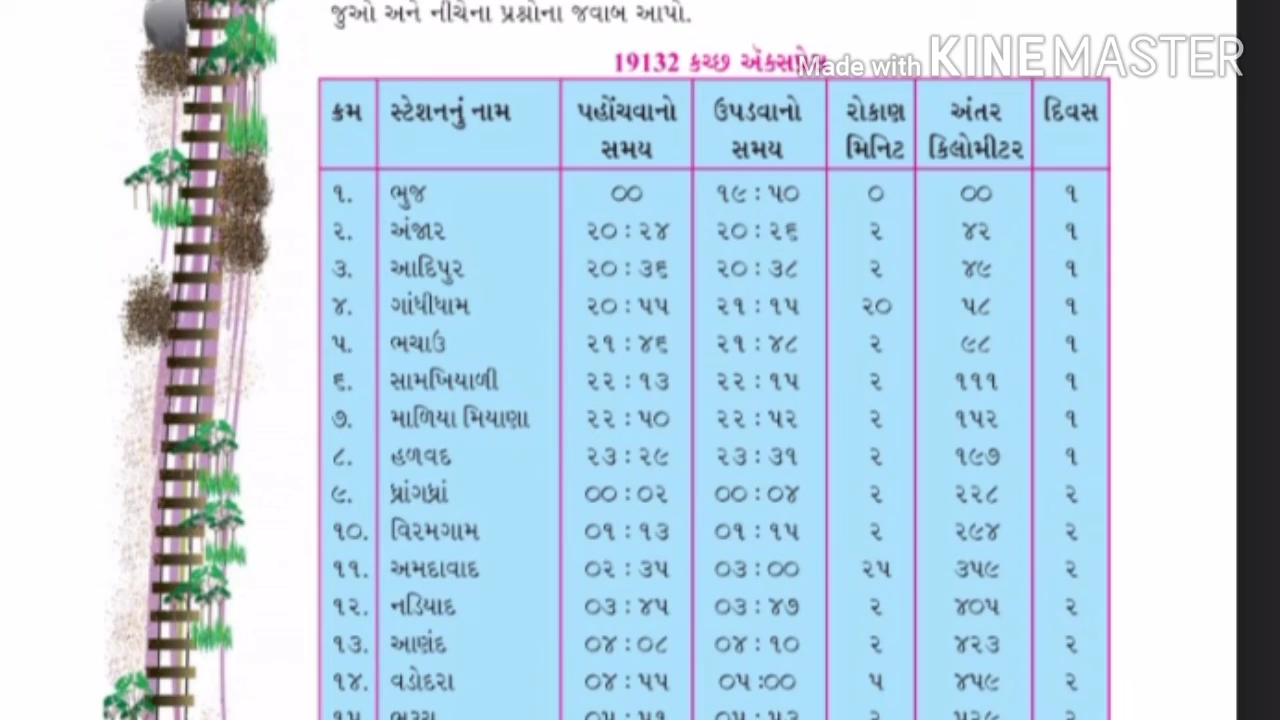 જુઓ અને નીચેના પ્રશ્નોના જવાબ આપો.
19132 કચ્છ ઍક્સપ્રેસ
Made with KINEMASTER
ક્રમ સ્ટેશનનું નામ પહોંચવાનો સમય ઉપડવાનો સમય રોકાણ મિનિટ અંતર કિલોમીટર દિવસ
૧. ભુજ ૦૦ ૧૯ : ૫૦ ૦ ૦૦ ૧
૨. અંજાર ૨૦ : ૨૪ ૨૦ : ૨૬ ૨ ૪૨ ૧
૩. આદિપુર ૨૦ : ૩૬ ૨૦ : ૩૮ ૨ ૪૯ ૧
૪. ગાંધીધામ ૨૦ : ૫૫ ૨૧ : ૧૫ ૨૦ ૫૮ ૧
૫. ભચાઉ ૨૧ : ૪૬ ૨૧ : ૪૮ ૨ ૯૮ ૧
૬. સામખિયાળી ૨૨ : ૧૩ ૨૨ : ૧૫ ૨ ૧૧૧ ૧
૭. માળિયા મિયાણા ૨૨ : ૫૦ ૨૨ : ૫૨ ૨ ૧૫૨ ૧
૮. હળવદ ૨૩ : ૨૯ ૨૩ : ૩૧ ૨ ૧૯૭ ૧
૯. ધ્રાંગધ્રાં ૦૦ : ૦૨ ૦૦ : ૦૪ ૨ ૨૨૮ ૨
૧૦. વિરમગામ ૦૧ : ૧૩ ૦૧ : ૧૫ ૨ ૨૯૪ ૨
૧૧. અમદાવાદ ૦૨ : ૩૫ ૦૩ : ૦૦ ૨૫ ૩૫૯ ૨
૧૨. નડિયાદ ૦૩ : ૪૫ ૦૩ : ૪૭ ૨ ૪૦૫ ૨
૧૩. આણંદ ૦૪ : ૦૮ ૦૪ : ૧૦ ૨ ૪૨૩ ૨
૧૪. વડોદરા ૦૪ : ૫૫ ૦૫ :૦૦ ૫ ૪૫૯ ૨